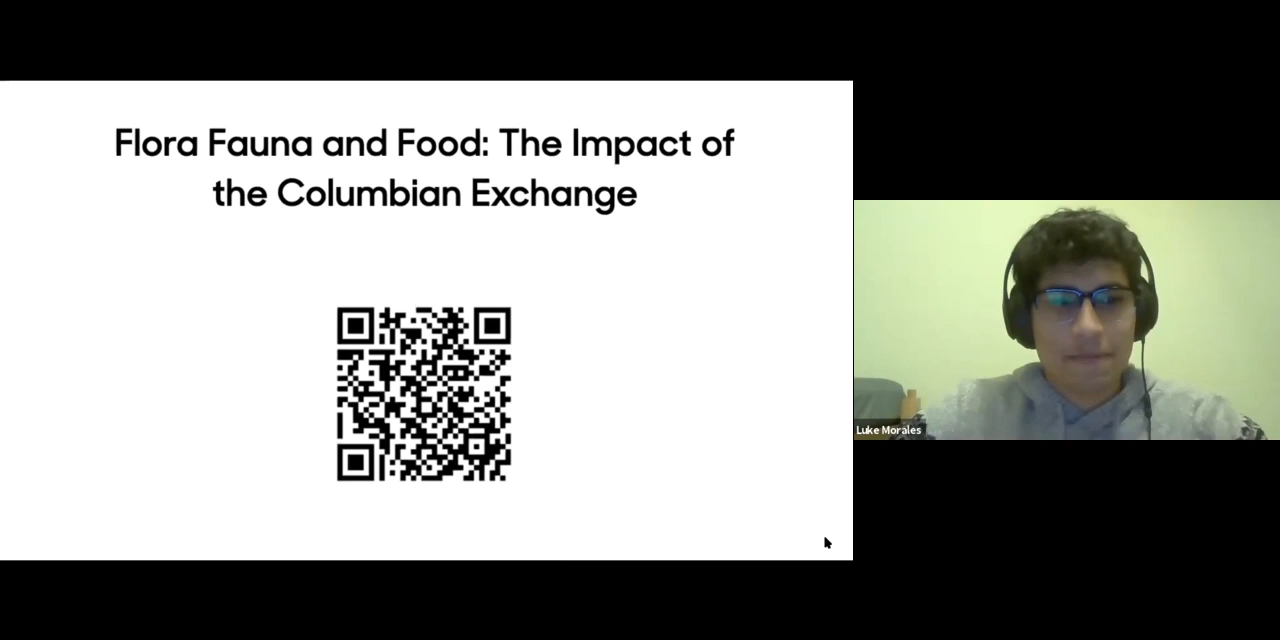 Flora Fauna and Food: The Impact of
the Columbian Exchange
Luke Morales